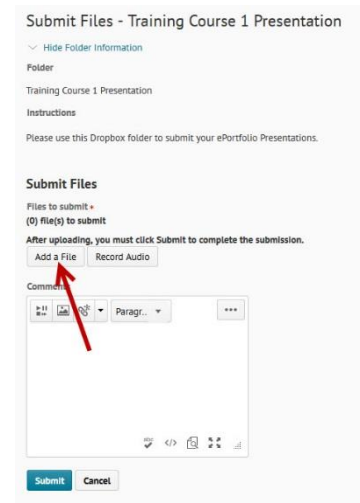 Submit Files - Training Course 1 Presentation
Hide Folder Information
Folder
Training Course 1 Presentation
Instructions
Please use this Dropbox folder to submit your ePortfolio Presentations.
Submit Files
Files to submit *
(0) file(s) to submit
After uploading, you must click Submit to complete the submission.
Add a File Record Audio
Comments
Paragr..
ABC </>
Submit Cancel